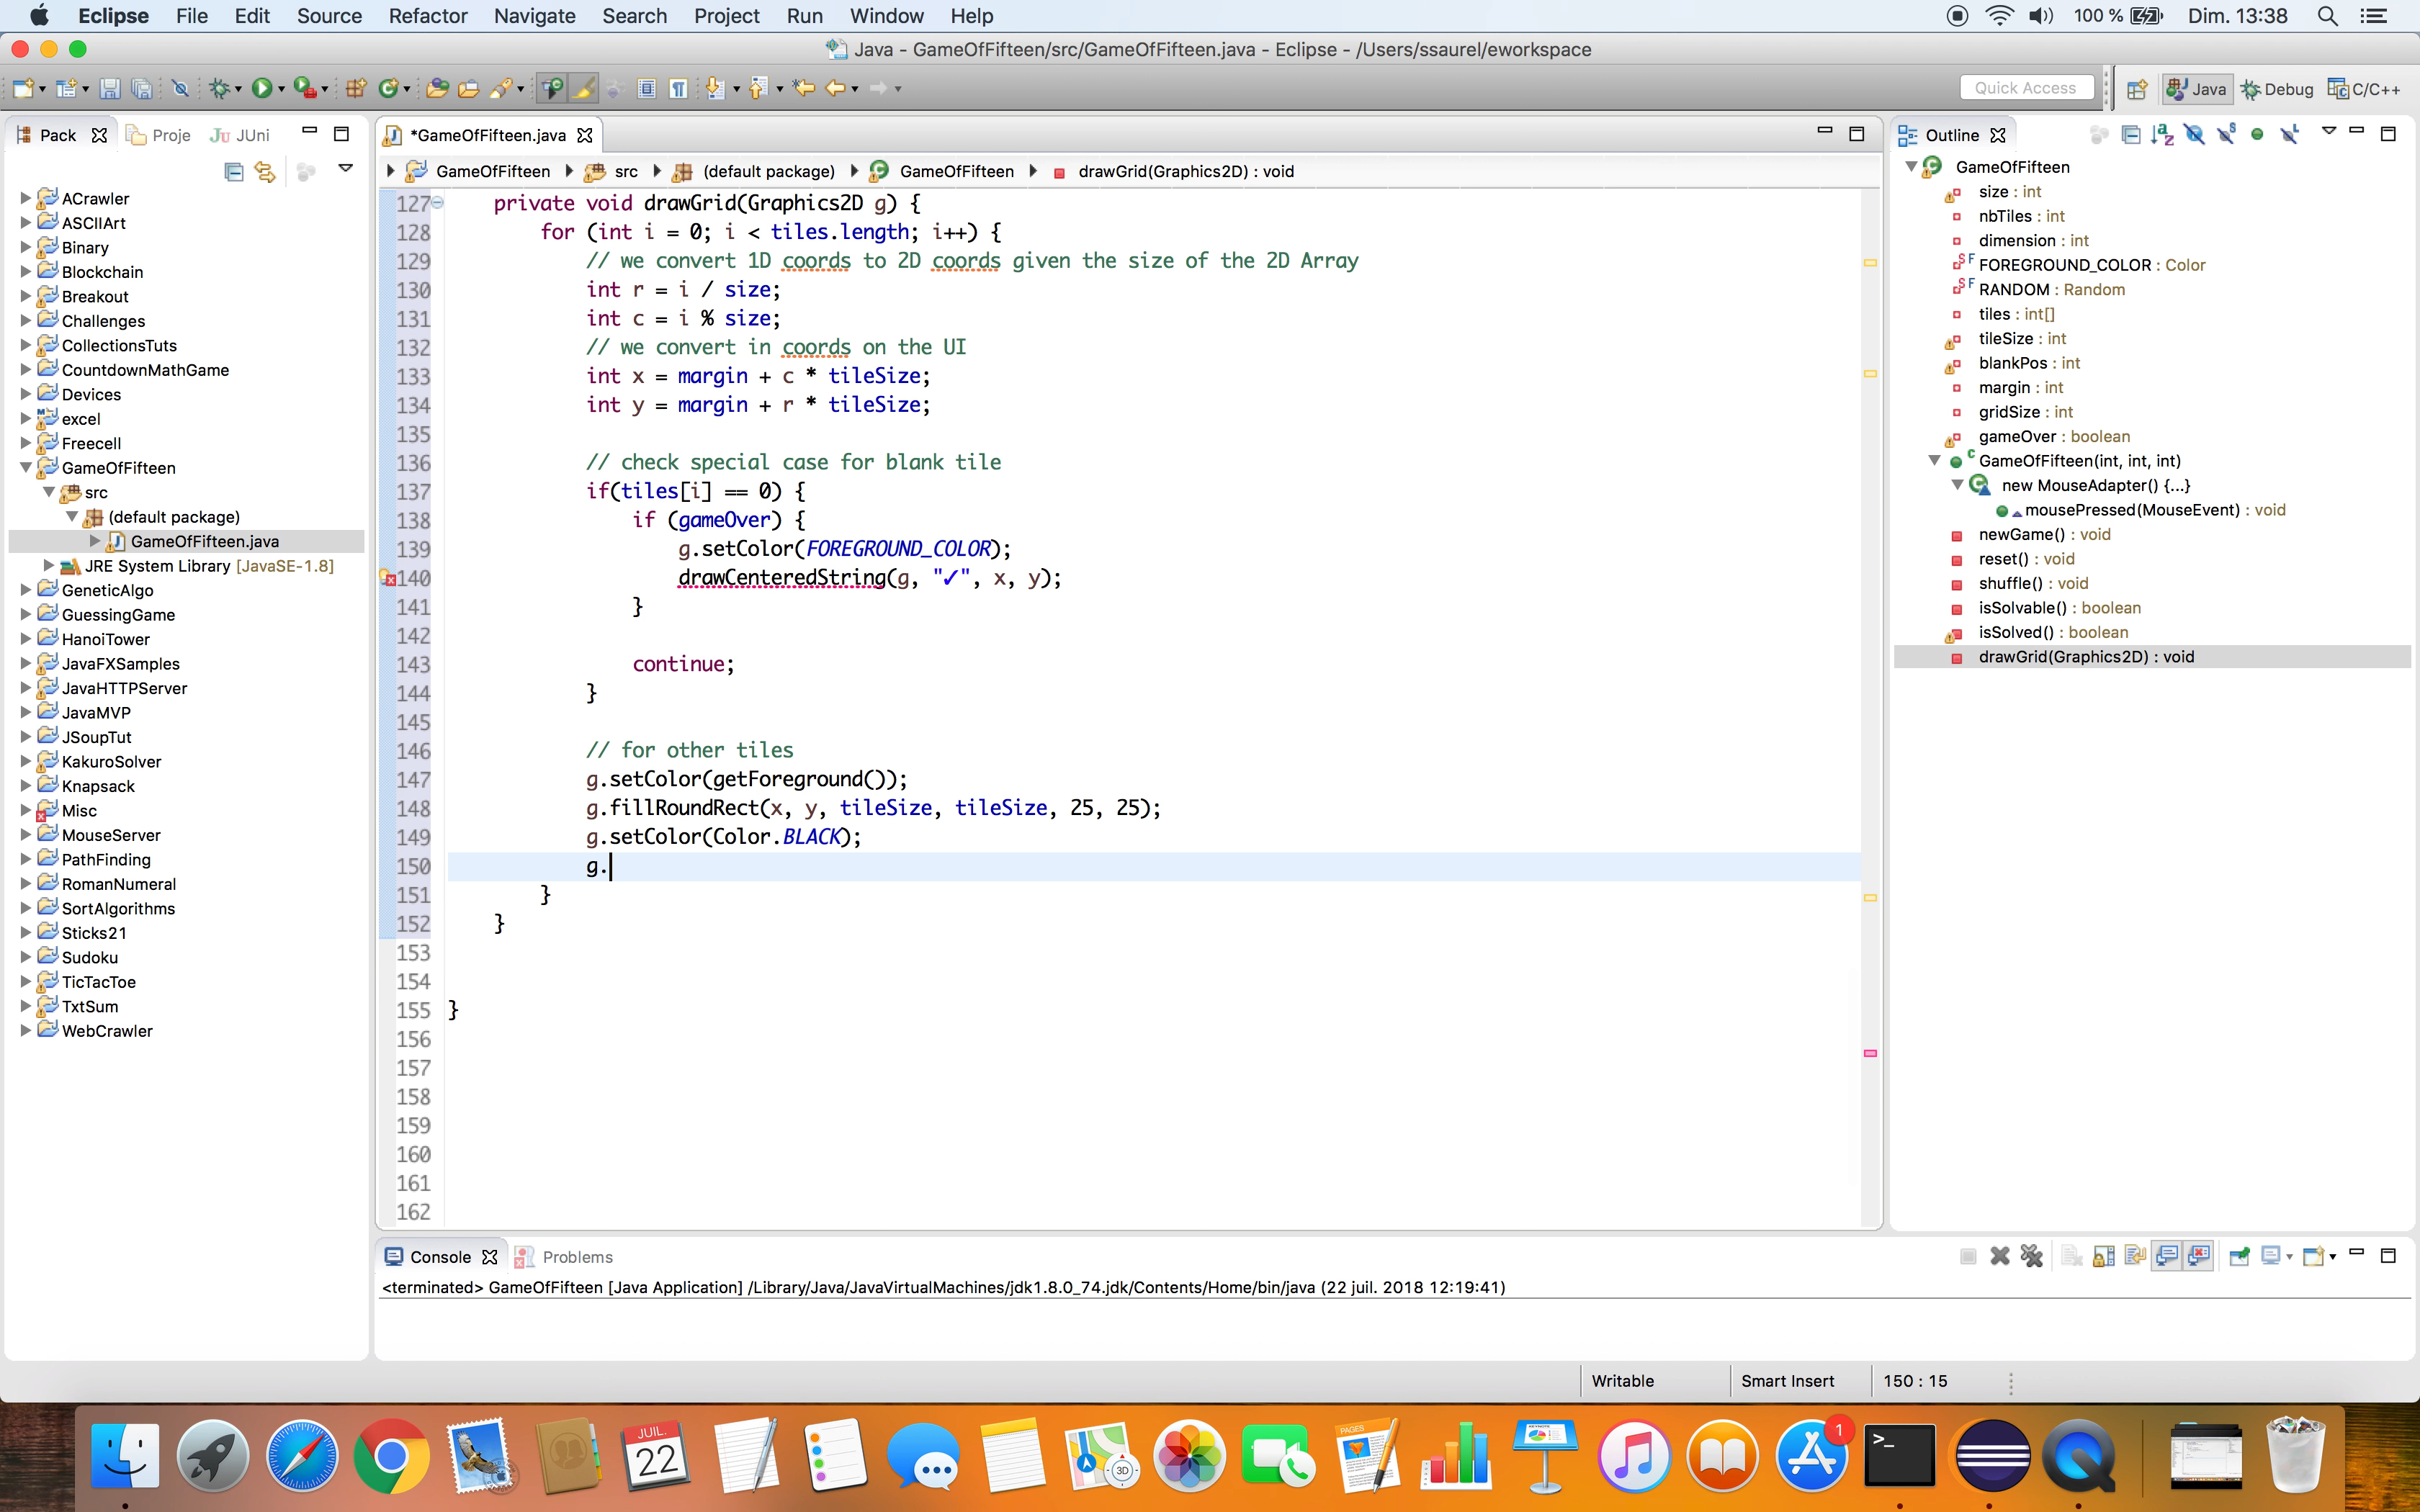 Eclipse File Edit Source Refactor Navigate Search Project Run Window Help 100 % Dim. 13:38
Java - GameOfFifteen/src/GameOfFifteen.java - Eclipse - /Users/ssaurel/eworkspace
Quick Access Java Debug C/C++
Pack Proje JUni
ACrawler
ASCIIArt
Binary
Blockchain
Breakout
Challenges
CollectionsTuts
CountdownMathGame
Devices
excel
Freecell
GameOfFifteen
src
(default package)
GameOfFifteen.java
JRE System Library [JavaSE-1.8]
GeneticAlgo
GuessingGame
HanoiTower
JavaFXSamples
JavaHTTPServer
JavaMVP
JSoupTut
KakuroSolver
Knapsack
Misc
MouseServer
PathFinding
RomanNumeral
SortAlgorithms
Sticks21
Sudoku
TicTacToe
TxtSum
WebCrawler
*GameOfFifteen.java
GameOfFifteen src (default package) GameOfFifteen drawGrid(Graphics2D) : void
127 private void drawGrid(Graphics2D g) {
128 for (int i = 0; i < tiles.length; i++) {
129 // we convert 1D coords to 2D coords given the size of the 2D Array
130 int r = i / size;
131 int c = i % size;
132 // we convert in coords on the UI
133 int x = margin + c * tileSize;
134 int y = margin + r * tileSize;
135
136 // check special case for blank tile
137 if(tiles[i] == 0) {
138 if (gameOver) {
139 g.setColor(FOREGROUND_COLOR);
140 drawCenteredString(g, "✓", x, y);
141 }
142
143 continue;
144 }
145
146 // for other tiles
147 g.setColor(getForeground());
148 g.fillRoundRect(x, y, tileSize, tileSize, 25, 25);
149 g.setColor(Color.BLACK);
150 g.
151 }
152 }
153
154
155 }
156
157
158
159
160
161
162
Outline
GameOfFifteen
size : int
nbTiles : int
dimension : int
FOREGROUND_COLOR : Color
RANDOM : Random
tiles : int[]
tileSize : int
blankPos : int
margin : int
gridSize : int
gameOver : boolean
GameOfFifteen(int, int, int)
new MouseAdapter() {...}
mousePressed(MouseEvent) : void
newGame() : void
reset() : void
shuffle() : void
isSolvable() : boolean
isSolved() : boolean
drawGrid(Graphics2D) : void
Console Problems
<terminated> GameOfFifteen [Java Application] /Library/Java/JavaVirtualMachines/jdk1.8.0_74.jdk/Contents/Home/bin/java (22 juil. 2018 12:19:41)
Writable Smart Insert 150 : 15
JUIL.
22
3D
PAGES
KEYNOTE
1
>_